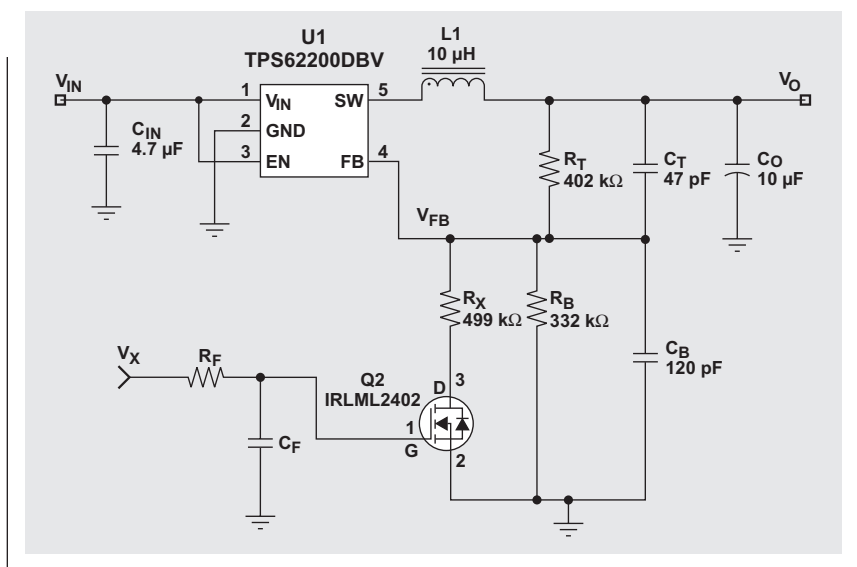 U1
TPS62200DBV
L1
10 µH
VIN
VO
1
VIN
SW
5
2
GND
3
EN
FB
4
CIN
4.7 µF
RT
402 kΩ
CT
47 pF
CO
10 µF
VFB
RX
499 kΩ
RB
332 kΩ
CB
120 pF
VX
RF
CF
Q2
IRLML2402
D
3
1
G
2